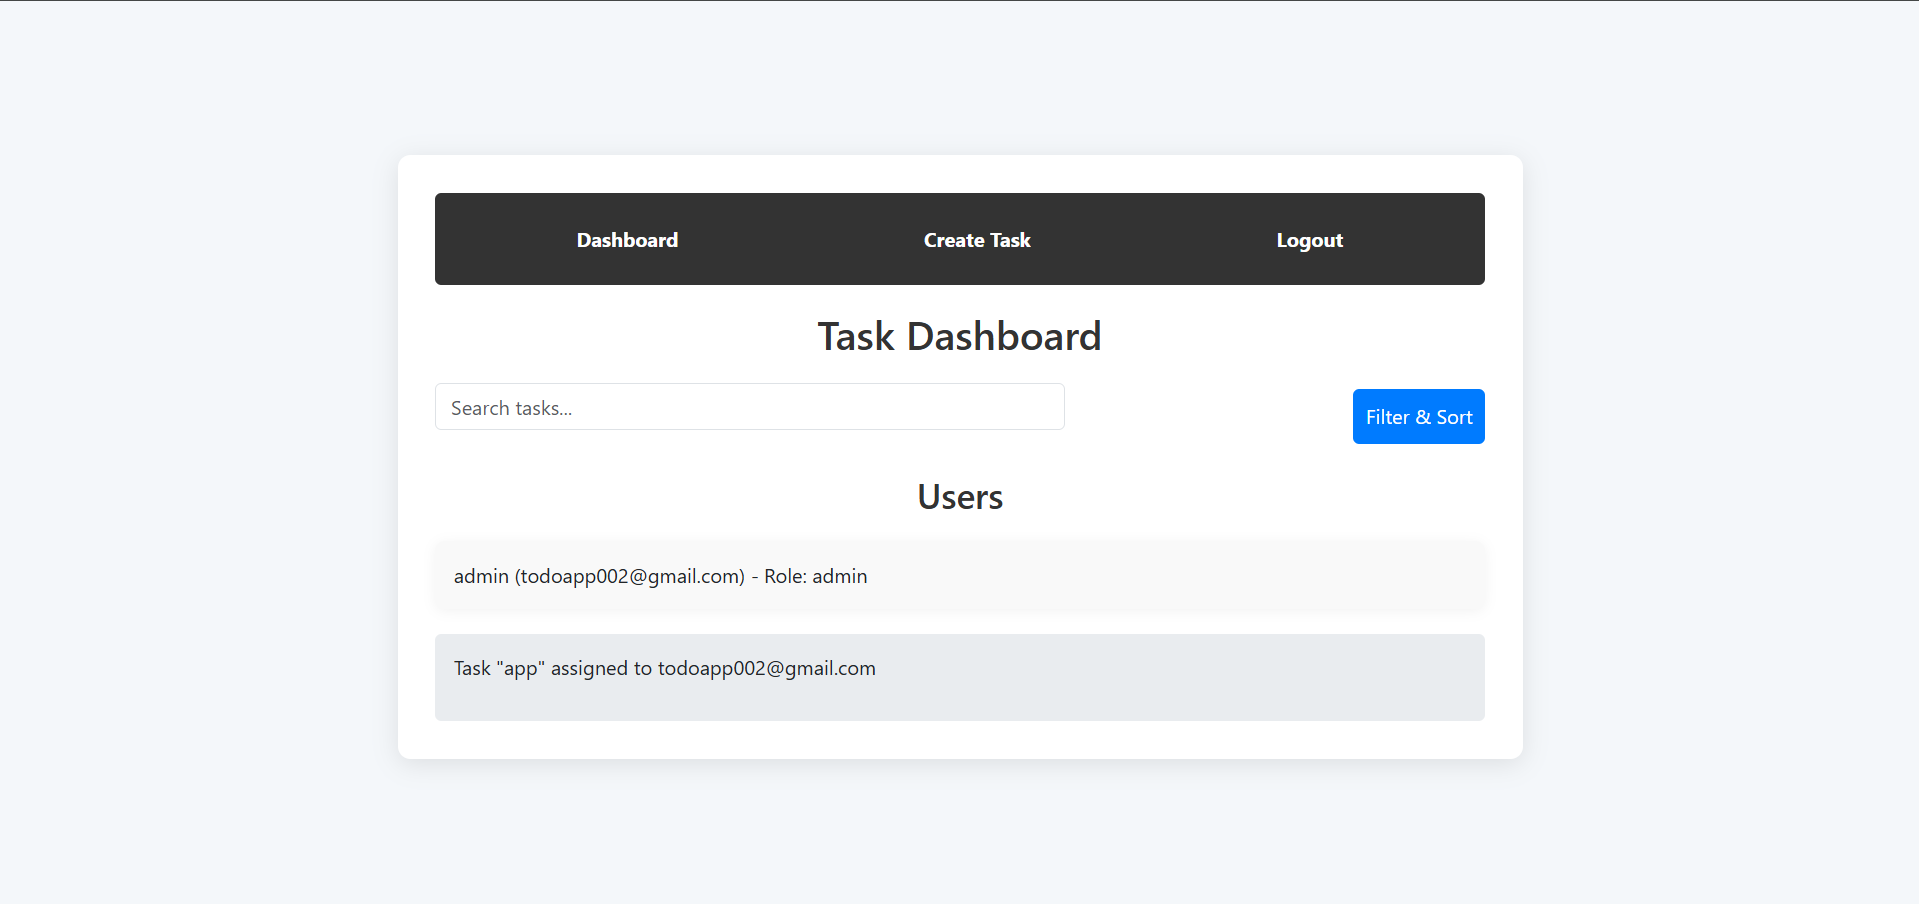 Dashboard Create Task Logout
Task Dashboard
Search tasks...
Filter & Sort
Users
admin (todoapp002@gmail.com) - Role: admin
Task "app" assigned to todoapp002@gmail.com